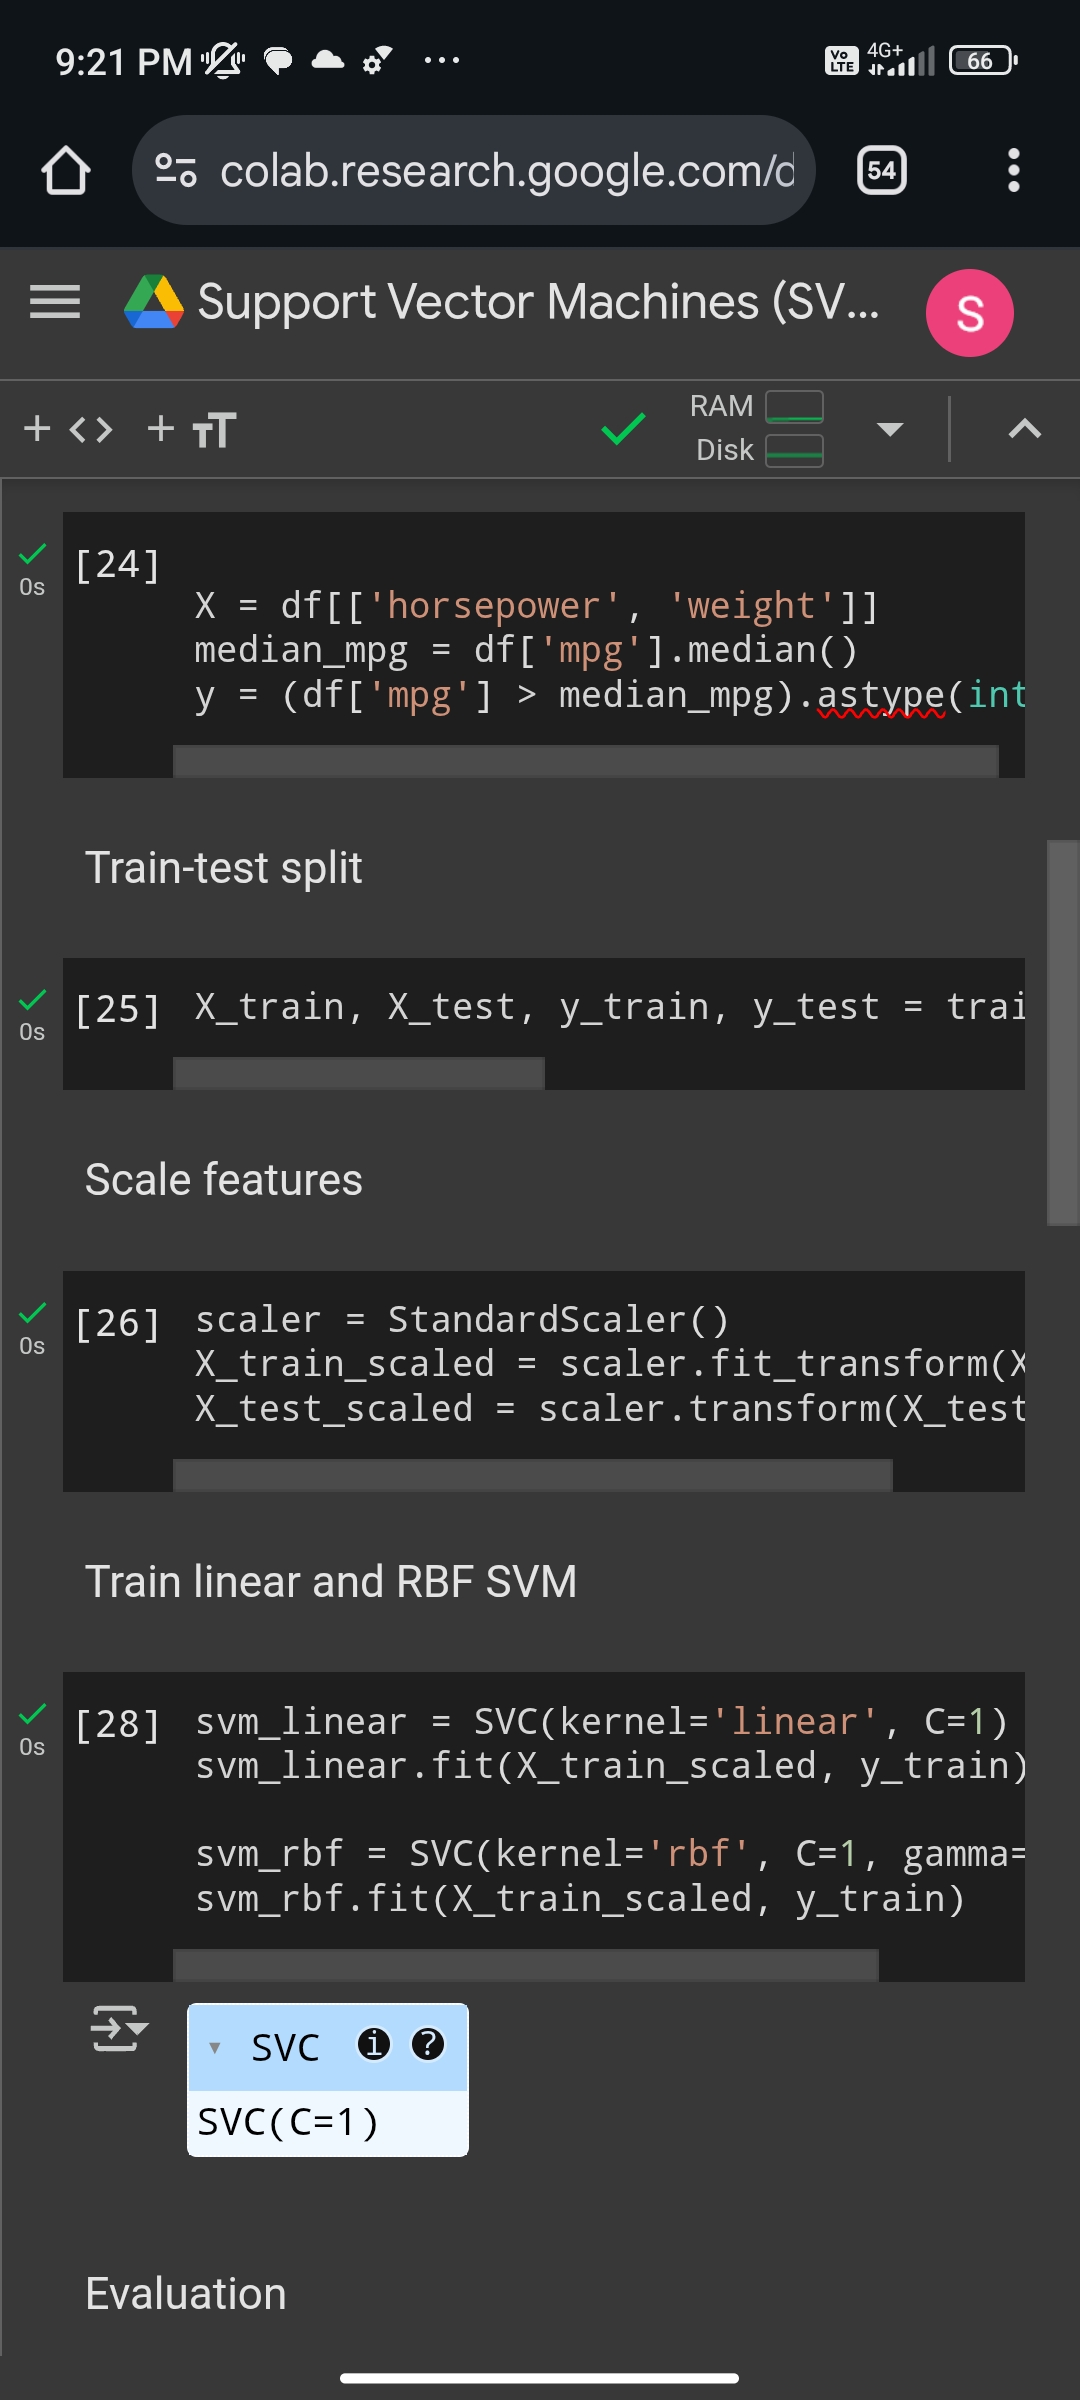 9:21 PM ...
Vo LTE 4G+ 66
colab.research.google.com/d
54
Support Vector Machines (SV...
S
+ <> + TT
RAM
Disk
[24]
0s
X = df[['horsepower', 'weight']]
median_mpg = df['mpg'].median()
y = (df['mpg'] > median_mpg).astype(int
Train-test split
[25] X_train, X_test, y_train, y_test = trai
0s
Scale features
[26] scaler = StandardScaler()
0s
X_train_scaled = scaler.fit_transform(X
X_test_scaled = scaler.transform(X_test
Train linear and RBF SVM
[28] svm_linear = SVC(kernel='linear', C=1)
0s
svm_linear.fit(X_train_scaled, y_train)
svm_rbf = SVC(kernel='rbf', C=1, gamma=
svm_rbf.fit(X_train_scaled, y_train)
SVC i ?
SVC(C=1)
Evaluation